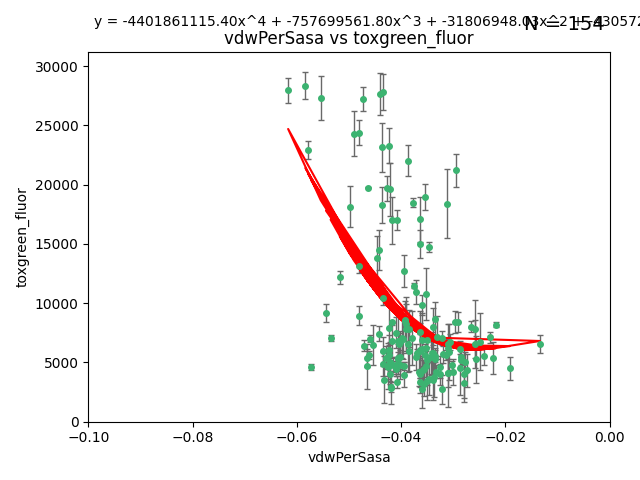 y = -4401861115.40x^4 + -757699561.80x^3 + -31806948.03x^2 + -430572
N = 154
vdwPerSasa vs toxgreen_fluor
30000
25000
20000
15000
10000
5000
0
toxgreen_fluor
−0.10 −0.08 −0.06 −0.04 −0.02 0.00
vdwPerSasa